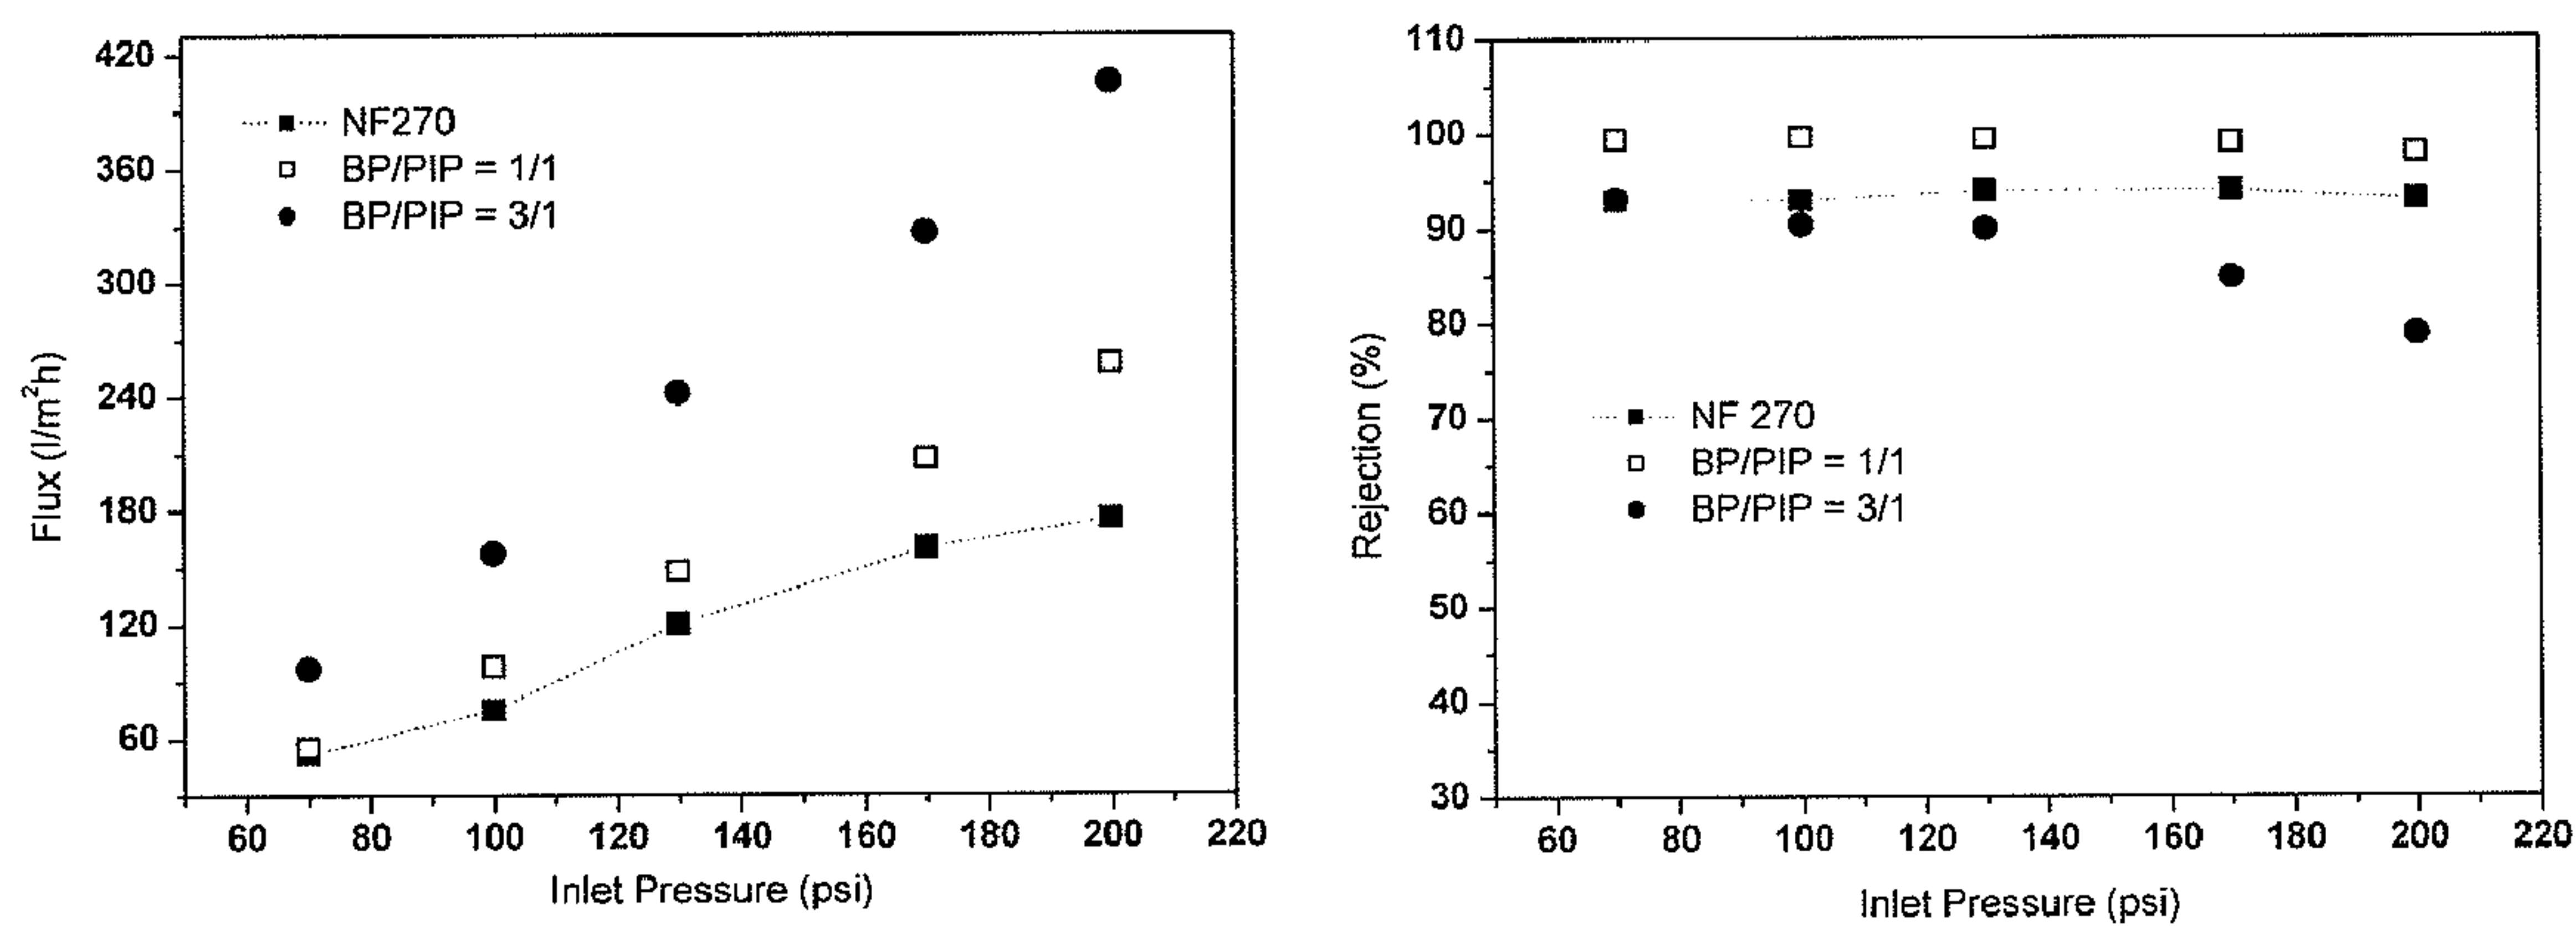 420
360
300
240
180
120
60
Flux (l/m²h)
NF270
BP/PIP = 1/1
BP/PIP = 3/1
60 80 100 120 140 160 180 200 220
Inlet Pressure (psi)
110
100
90
80
70
60
50
40
30
Rejection (%)
NF 270
BP/PIP = 1/1
BP/PIP = 3/1
60 80 100 120 140 160 180 200 220
Inlet Pressure (psi)